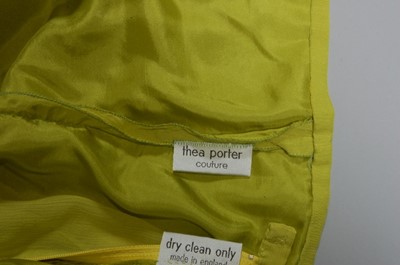 thea porter
couture
dry clean only
made in england